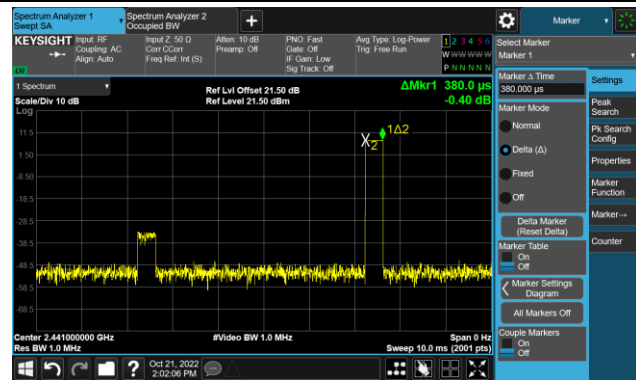 Spectrum Analyzer 1
Swept SA
Spectrum Analyzer 2
Occupied BW
Marker
KEYSIGHT
Input: RF
Coupling: AC
Align: Auto
Input Z: 50 Ω
Corr CCorr
Freq Ref: Int (S)
Atten: 10 dB
Preamp: Off
PNO: Fast
Gate: Off
IF Gain: Low
Sig Track: Off
Avg Type: Log-Power
Trig: Free Run
1 2 3 4 5 6
W W W W W W
P N N N N N
LW
Select Marker
Marker 1
1 Spectrum
Scale/Div 10 dB
Log
Ref Lvl Offset 21.50 dB
Ref Level 21.50 dBm
ΔMkr1 380.0 µs
-0.40 dB
11.5
1.50
-8.50
-18.5
-28.5
-38.5
-48.5
-58.5
-68.5
X2
1Δ2
Center 2.441000000 GHz
Res BW 1.0 MHz
#Video BW 1.0 MHz
Span 0 Hz
Sweep 10.0 ms (2001 pts)
Marker Δ Time
380.000 µs
Marker Mode
Normal
Delta (Δ)
Fixed
Off
Delta Marker
(Reset Delta)
Marker Table
On
Off
Marker Settings
Diagram
All Markers Off
Couple Markers
On
Off
Settings
Peak
Search
Pk Search
Config
Properties
Marker
Function
Marker→
Counter
?
Oct 21, 2022
2:02:06 PM